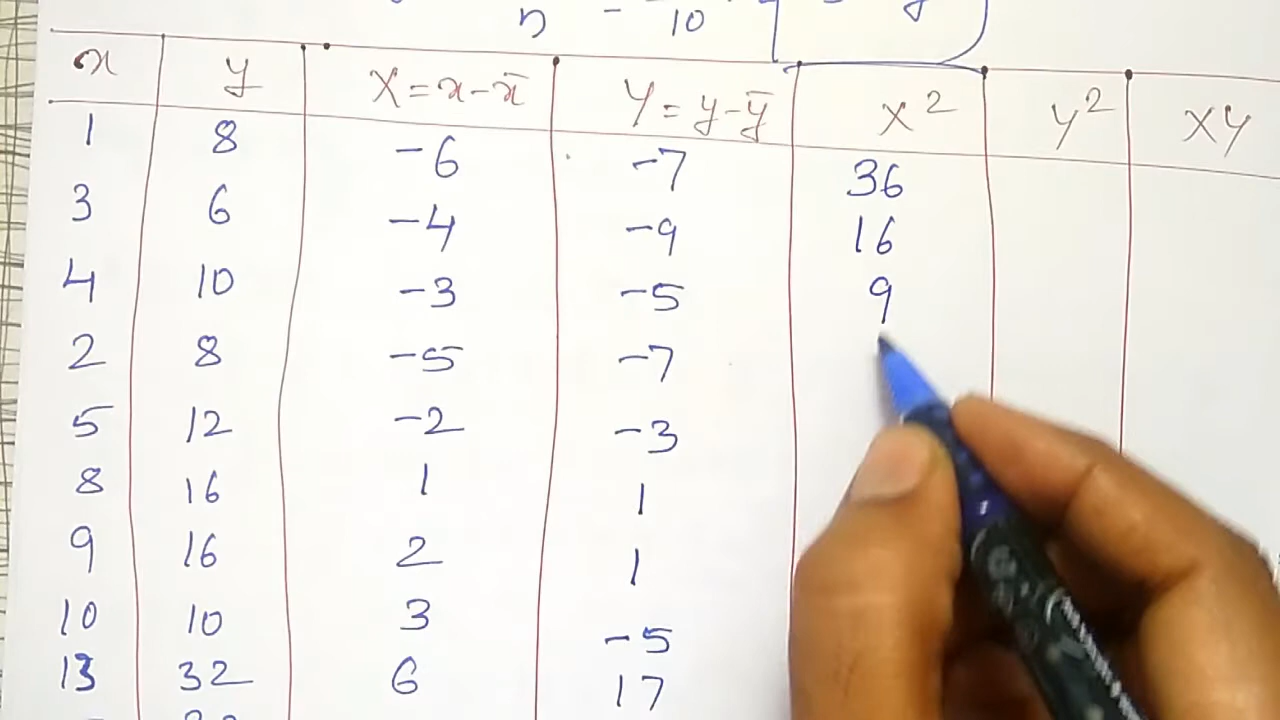 n = 10
x y X = x - x̄ Y = y - ȳ X² Y² XY
1 8 -6 -7 36
3 6 -4 -9 16
4 10 -3 -5 9
2 8 -5 -7
5 12 -2 -3
8 16 1 1
9 16 2 1
10 10 3 -5
13 32 6 17